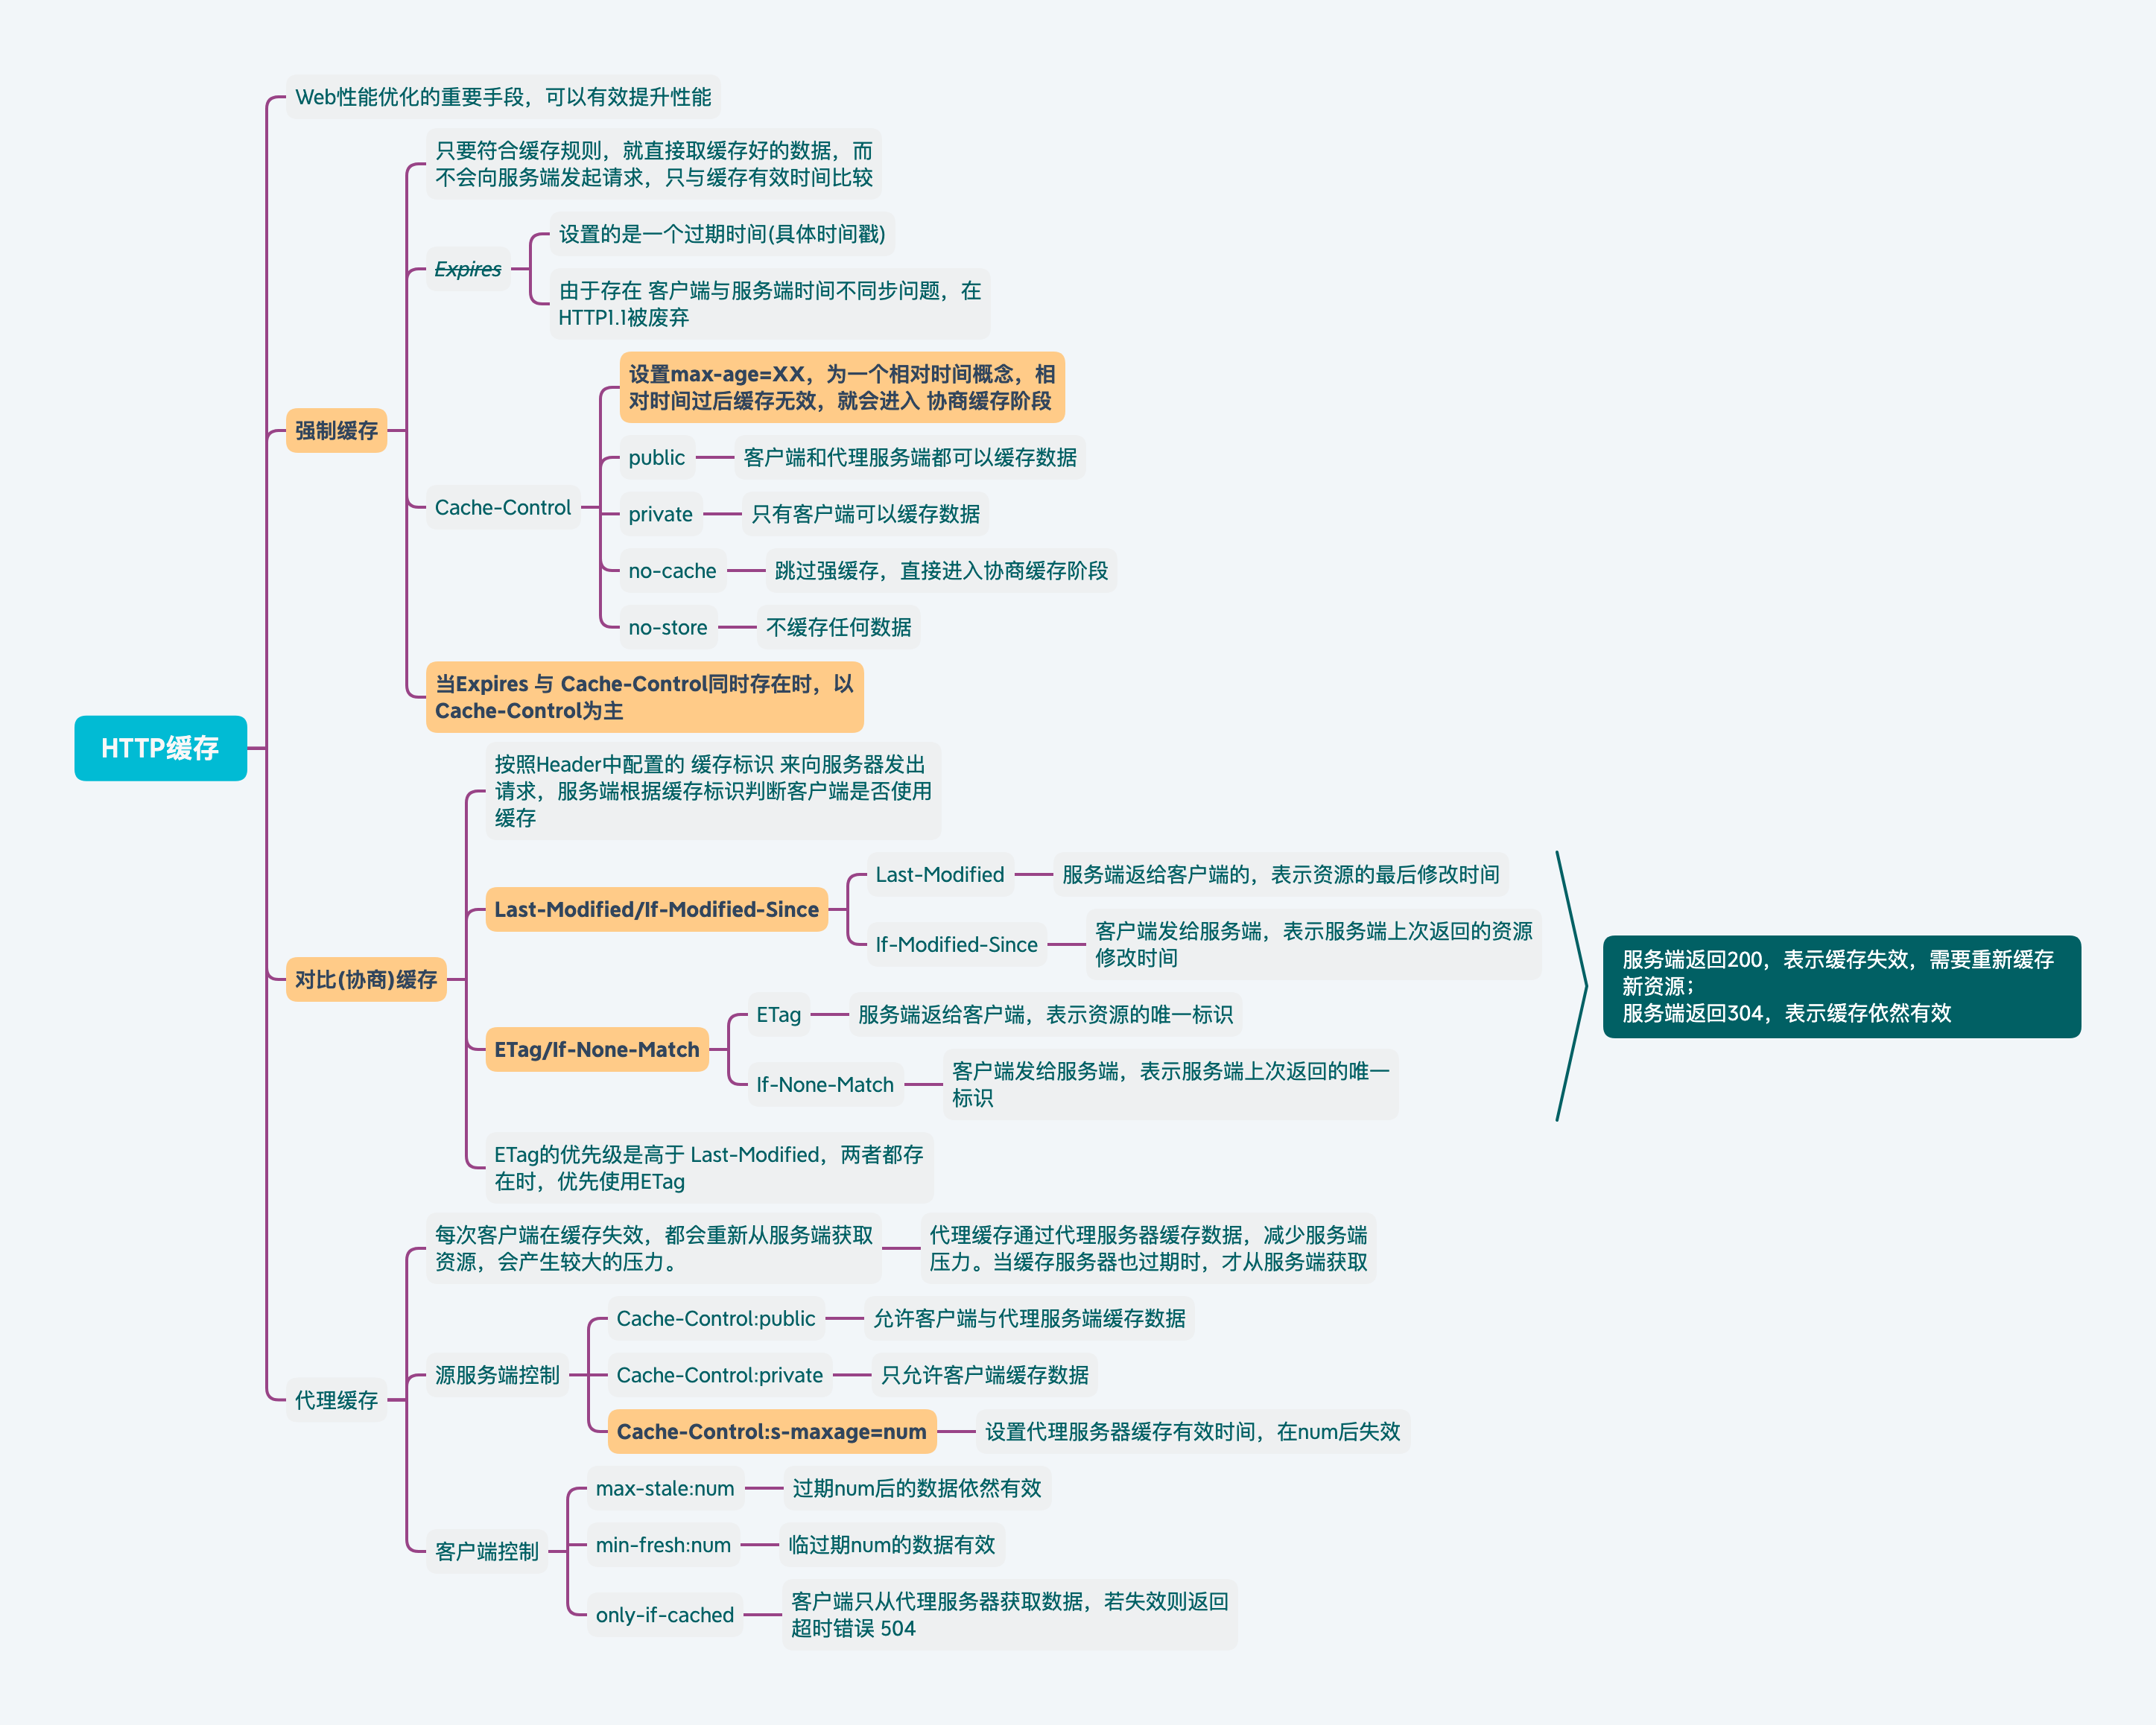 Web性能优化的重要手段，可以有效提升性能
只要符合缓存规则，就直接取缓存好的数据，而
不会向服务端发起请求，只与缓存有效时间比较
设置的是一个过期时间(具体时间戳)
Expires
由于存在 客户端与服务端时间不同步问题，在
HTTP1.1被废弃
设置max-age=XX，为一个相对时间概念，相
对时间过后缓存无效，就会进入 协商缓存阶段
强制缓存
public
客户端和代理服务端都可以缓存数据
Cache-Control
private
只有客户端可以缓存数据
no-cache
跳过强缓存，直接进入协商缓存阶段
no-store
不缓存任何数据
当Expires 与 Cache-Control同时存在时，以
Cache-Control为主
HTTP缓存
按照Header中配置的 缓存标识 来向服务器发出
请求，服务端根据缓存标识判断客户端是否使用
缓存
Last-Modified
服务端返给客户端的，表示资源的最后修改时间
Last-Modified/If-Modified-Since
If-Modified-Since
客户端发给服务端，表示服务端上次返回的资源
修改时间
对比(协商)缓存
服务端返回200，表示缓存失效，需要重新缓存
新资源；
服务端返回304，表示缓存依然有效
ETag
服务端返给客户端，表示资源的唯一标识
ETag/If-None-Match
If-None-Match
客户端发给服务端，表示服务端上次返回的唯一
标识
ETag的优先级是高于 Last-Modified，两者都存
在时，优先使用ETag
每次客户端在缓存失效，都会重新从服务端获取
资源，会产生较大的压力。
代理缓存通过代理服务器缓存数据，减少服务端
压力。当缓存服务器也过期时，才从服务端获取
Cache-Control:public
允许客户端与代理服务端缓存数据
源服务端控制
Cache-Control:private
只允许客户端缓存数据
代理缓存
Cache-Control:s-maxage=num
设置代理服务器缓存有效时间，在num后失效
max-stale:num
过期num后的数据依然有效
客户端控制
min-fresh:num
临过期num的数据有效
only-if-cached
客户端只从代理服务器获取数据，若失效则返回
超时错误 504